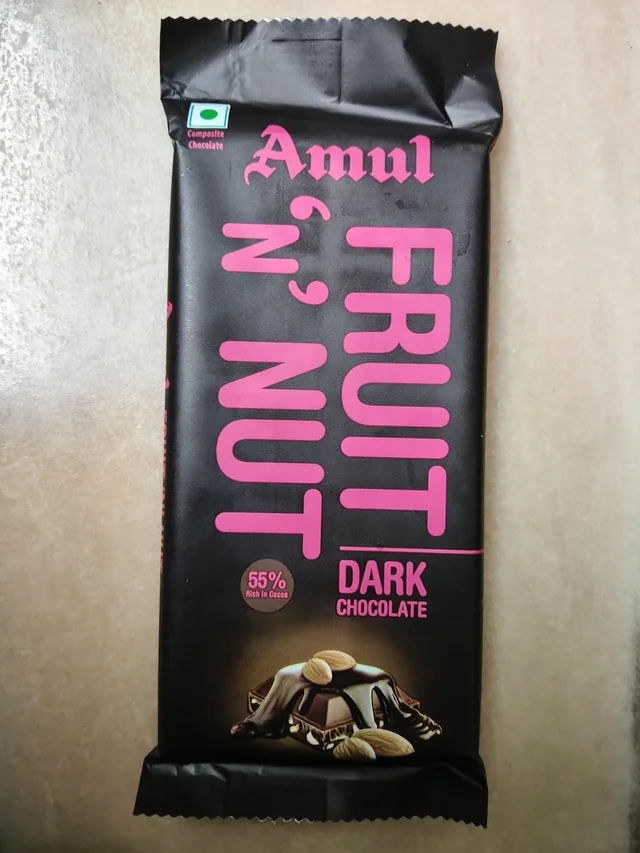 Composite
Chocolate
Amul
FRUIT
'N' NUT
55%
Rich in Cocoa
DARK
CHOCOLATE